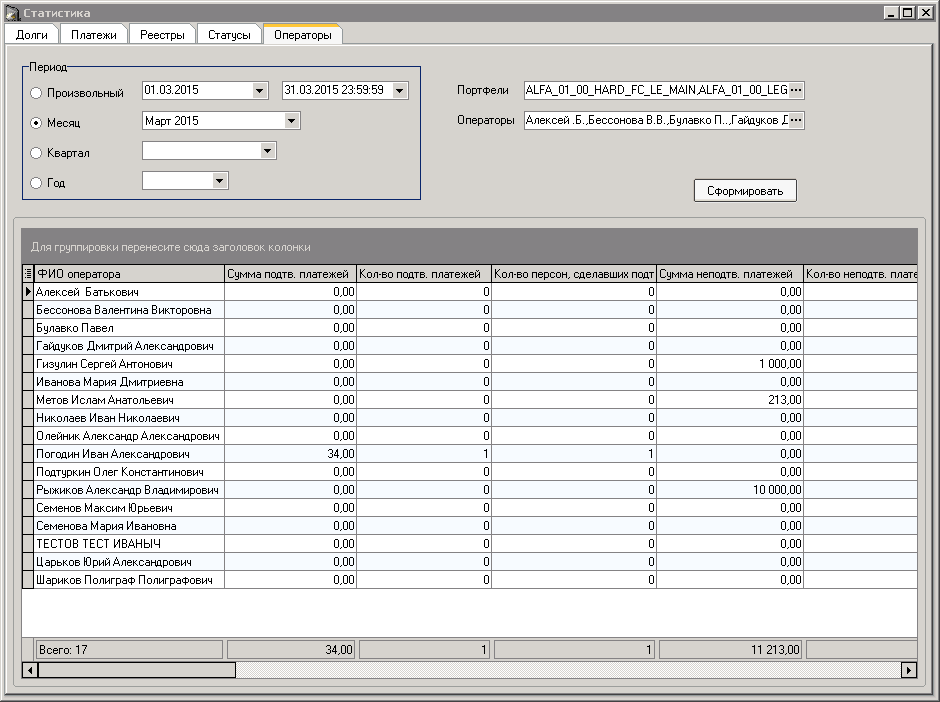 Статистика
Долги Платежи Реестры Статусы Операторы
Период
Произвольный 01.03.2015 31.03.2015 23:59:59 Портфели ALFA_01_00_HARD_FC_LE_MAIN,ALFA_01_00_LEG ...
Месяц Март 2015 Операторы Алексей .Б.,Бессонова В.В.,Булавко П..,Гайдуков Д ...
Квартал
Год
Сформировать
Для группировки перенесите сюда заголовок колонки
ФИО оператора Сумма подтв. платежей Кол-во подтв. платежей Кол-во персон, сделавших подт Сумма неподтв. платежей Кол-во неподтв. плате
Алексей Батькович 0,00 0 0 0,00
Бессонова Валентина Викторовна 0,00 0 0 0,00
Булавко Павел 0,00 0 0 0,00
Гайдуков Дмитрий Александрович 0,00 0 0 0,00
Гизулин Сергей Антонович 0,00 0 0 1 000,00
Иванова Мария Дмитриевна 0,00 0 0 0,00
Метов Ислам Анатольевич 0,00 0 0 213,00
Николаев Иван Николаевич 0,00 0 0 0,00
Олейник Александр Александрович 0,00 0 0 0,00
Погодин Иван Александрович 34,00 1 1 0,00
Подтуркин Олег Константинович 0,00 0 0 0,00
Рыжиков Александр Владимирович 0,00 0 0 10 000,00
Семенов Максим Юрьевич 0,00 0 0 0,00
Семенова Мария Ивановна 0,00 0 0 0,00
ТЕСТОВ ТЕСТ ИВАНЫЧ 0,00 0 0 0,00
Царьков Юрий Александрович 0,00 0 0 0,00
Шариков Полиграф Полиграфович 0,00 0 0 0,00
Всего: 17 34,00 1 1 11 213,00